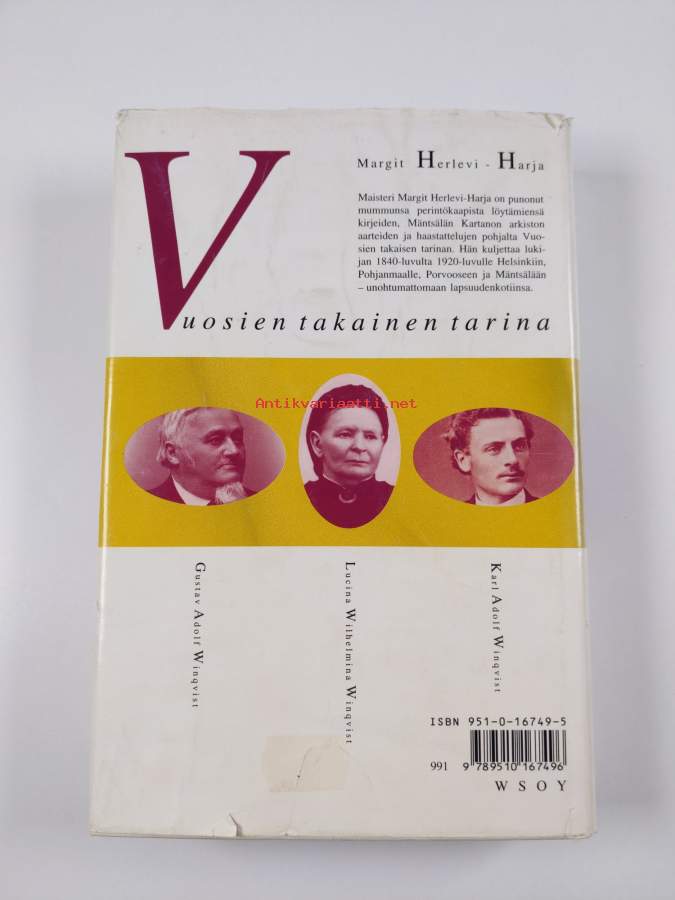 Margit Herlevi - Harja
Maisteri Margit Herlevi-Harja on punonut
mummunsa perintökaapista löytämiensä
kirjeiden, Mäntsälän Kartanon arkiston
aarteiden ja haastattelujen pohjalta Vuo-
sien takaisen tarinan. Hän kuljettaa luki-
jan 1840-luvulta 1920-luvulle Helsinkiin,
Pohjanmaalle, Porvooseen ja Mäntsälään
– unohtumattomaan lapsuudenkotiinsa.
Vuosien takainen tarina
Antikvariaatti.net
Gustav Adolf Winqvist
Lucina Wilhelmina Winqvist
Karl Adolf Winqvist
ISBN 951-0-16749-5
991 9 789510 167496
WSOY